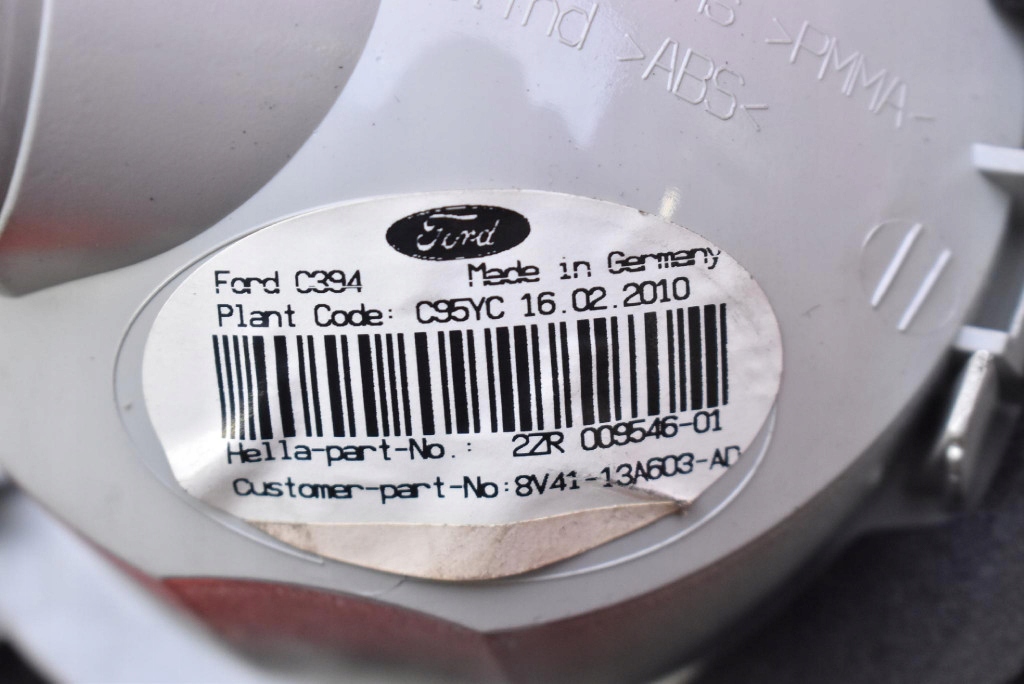 >PMMA<
>ABS<
Ford
Ford C394 Made in Germany
Plant Code: C95YC 16.02.2010
Hella-part-No.: 2ZR 009546-01
Customer-part-No:8V41-13A603-